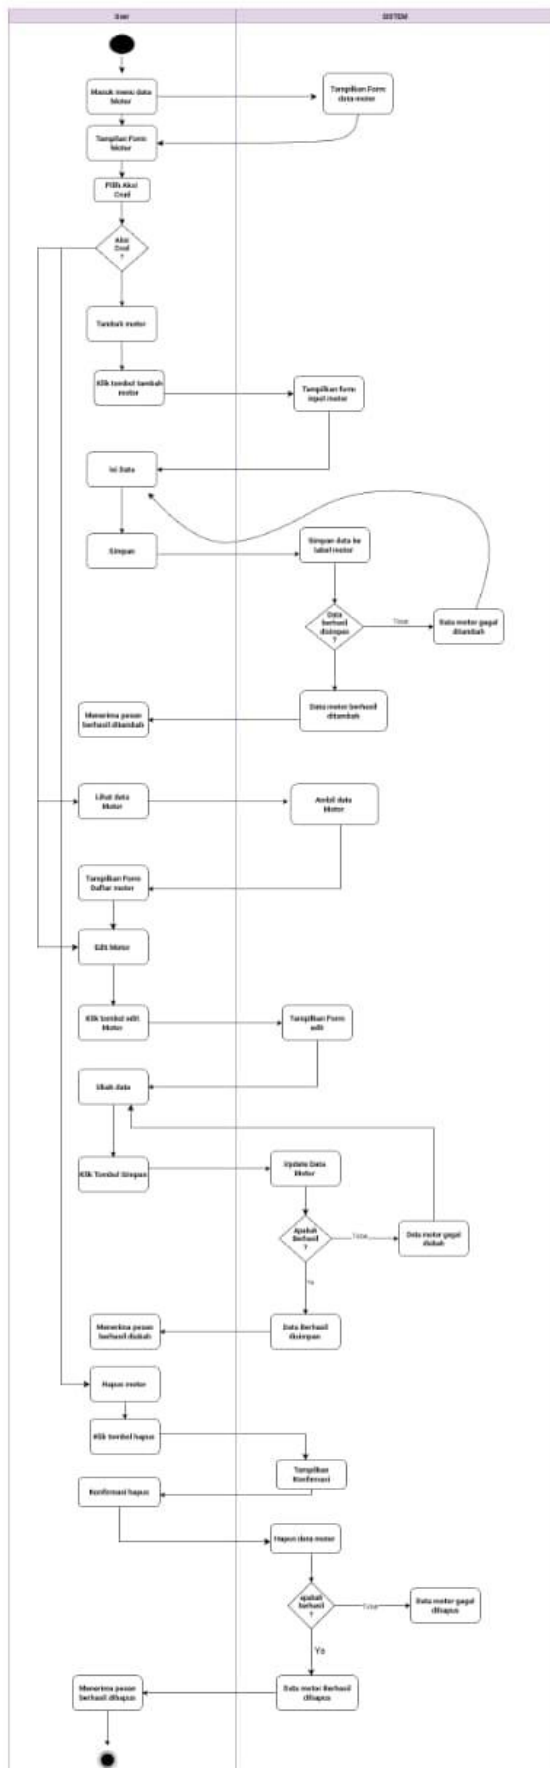 User
SISTEM
Masuk menu data
Motor
Tampilkan Form
data motor
Tampilan Form
Motor
Pilih Aksi
Crud
Aksi
Crud
?
Tambah motor
Klik tombol tambah
motor
Tampilkan form
input motor
Isi Data
Simpan
Simpan data ke
tabel motor
Data
berhasil
disimpan
?
Data motor gagal
ditambah
Menerima pesan
berhasil ditambah
Data motor berhasil
ditambah
Lihat data
Motor
Ambil data
Motor
Tampilkan Form
Daftar motor
Edit Motor
Klik tombol edit
Motor
Tampilkan Form
edit
Ubah data
Klik Tombol Simpan
Update Data
Motor
Apakah
Berhasil
?
Data motor gagal
diubah
Ya
Menerima pesan
berhasil diubah
Data Berhasil
disimpan
Hapus motor
Klik tombol hapus
Tampilkan
Konfirmasi
Konfirmasi hapus
Hapus data motor
apakah
berhasil
?
Data motor gagal
dihapus
Ya
Menerima pesan
berhasil dihapus
Data motor Berhasil
dihapus